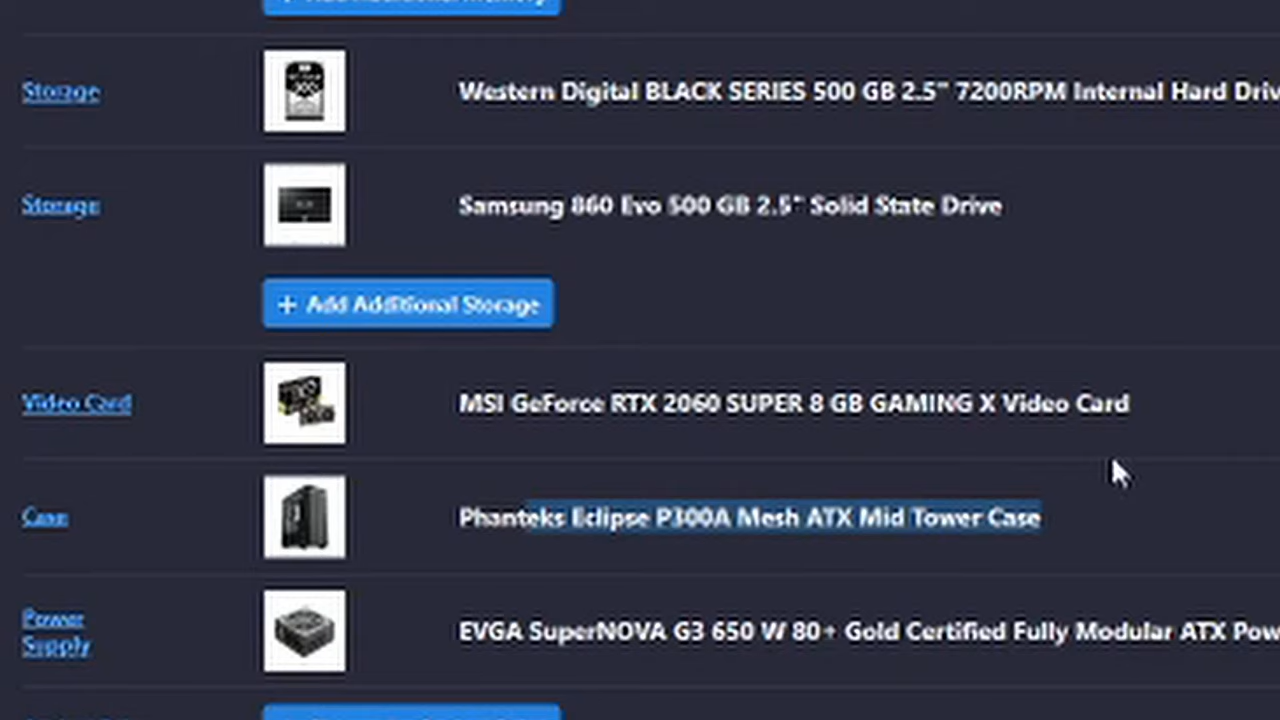 + Add Additional Memory
Storage
Western Digital BLACK SERIES 500 GB 2.5" 7200RPM Internal Hard Driv
Storage
Samsung 860 Evo 500 GB 2.5" Solid State Drive
+ Add Additional Storage
Video Card
MSI GeForce RTX 2060 SUPER 8 GB GAMING X Video Card
Case
Phanteks Eclipse P300A Mesh ATX Mid Tower Case
Power
Supply
EVGA SuperNOVA G3 650 W 80+ Gold Certified Fully Modular ATX Pow